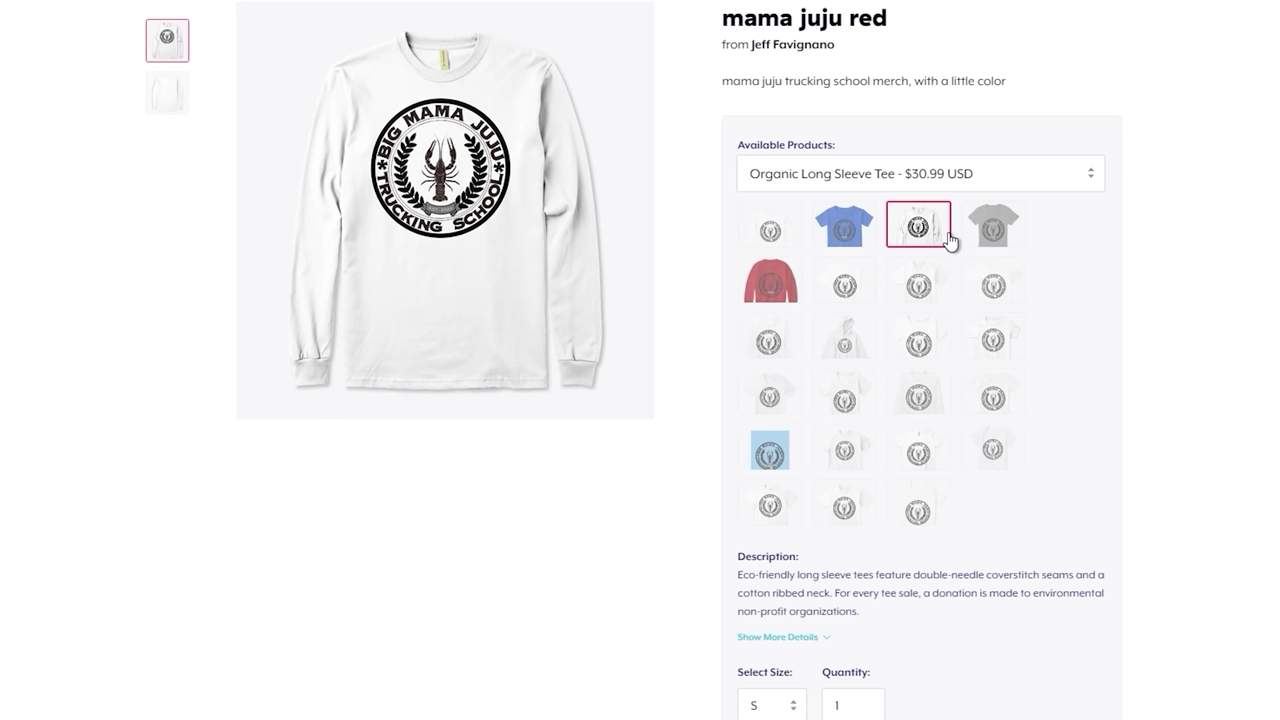 BIG MAMA JUJU
TRUCKING SCHOOL
mama juju red
from Jeff Favignano
mama juju trucking school merch, with a little color
Available Products:
Organic Long Sleeve Tee - $30.99 USD
Description:
Eco-friendly long sleeve tees feature double-needle coverstitch seams and a
cotton ribbed neck. For every tee sale, a donation is made to environmental
non-profit organizations.
Show More Details
Select Size:
Quantity:
S
1